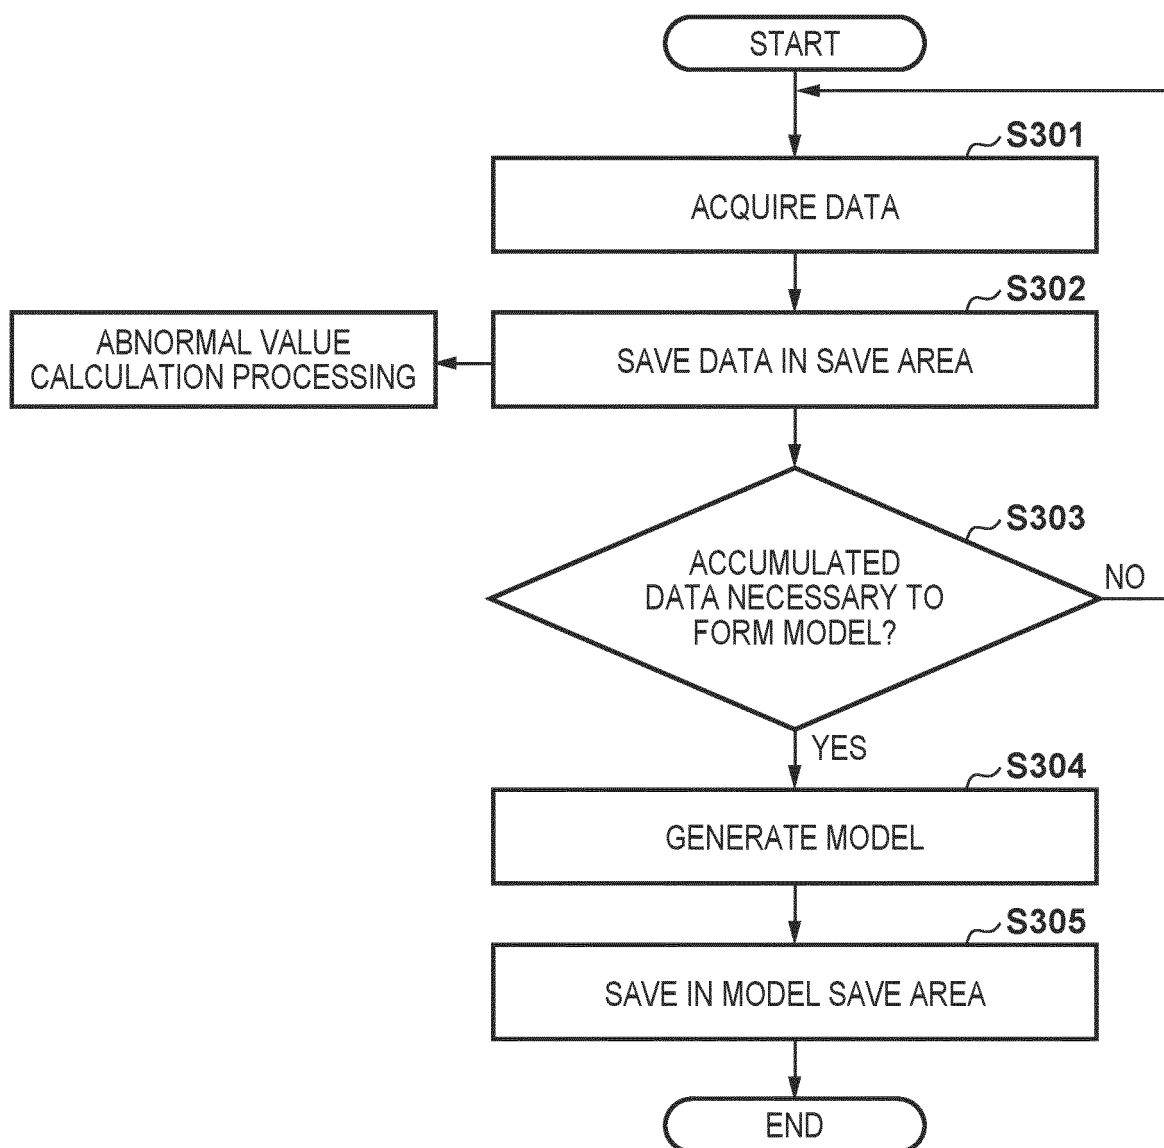 START
S301
ACQUIRE DATA
S302
ABNORMAL VALUE
CALCULATION PROCESSING
SAVE DATA IN SAVE AREA
S303
ACCUMULATED
DATA NECESSARY TO
FORM MODEL?
NO
YES
S304
GENERATE MODEL
S305
SAVE IN MODEL SAVE AREA
END